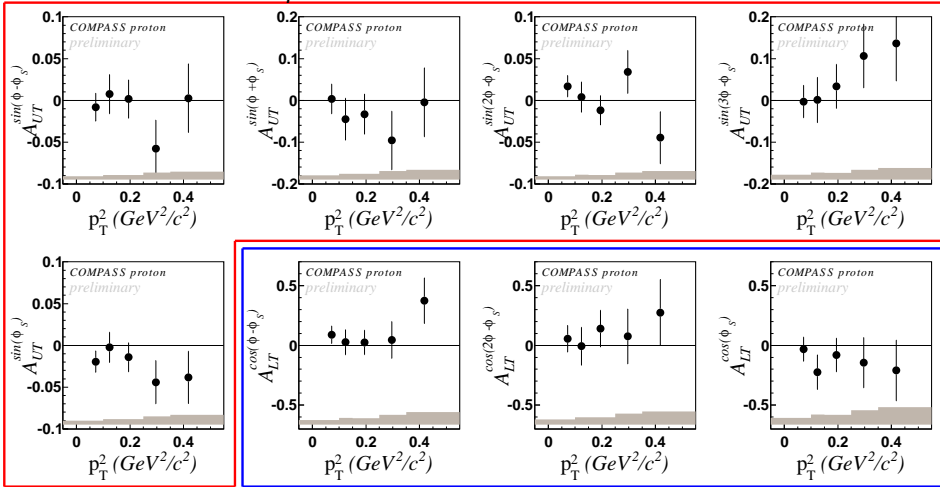 0.1
COMPASS proton
preliminary
0.05
0
-0.05
-0.1
A_UT^sin(ϕ-ϕ_S)
0 0.2 0.4
p_T^2 (GeV^2/c^2)
0.2
COMPASS proton
preliminary
0.1
0
-0.1
-0.2
A_UT^sin(ϕ+ϕ_S)
0 0.2 0.4
p_T^2 (GeV^2/c^2)
0.1
COMPASS proton
preliminary
0.05
0
-0.05
-0.1
A_UT^sin(2ϕ-ϕ_S)
0 0.2 0.4
p_T^2 (GeV^2/c^2)
0.2
COMPASS proton
preliminary
0.1
0
-0.1
-0.2
A_UT^sin(3ϕ-ϕ_S)
0 0.2 0.4
p_T^2 (GeV^2/c^2)
0.1
COMPASS proton
preliminary
0.05
0
-0.05
-0.1
A_UT^sin(ϕ_S)
0 0.2 0.4
p_T^2 (GeV^2/c^2)
COMPASS proton
preliminary
0.5
0
-0.5
A_LT^cos(ϕ-ϕ_S)
0 0.2 0.4
p_T^2 (GeV^2/c^2)
COMPASS proton
preliminary
0.5
0
-0.5
A_LT^cos(2ϕ-ϕ_S)
0 0.2 0.4
p_T^2 (GeV^2/c^2)
COMPASS proton
preliminary
0.5
0
-0.5
A_LT^cos(ϕ_S)
0 0.2 0.4
p_T^2 (GeV^2/c^2)